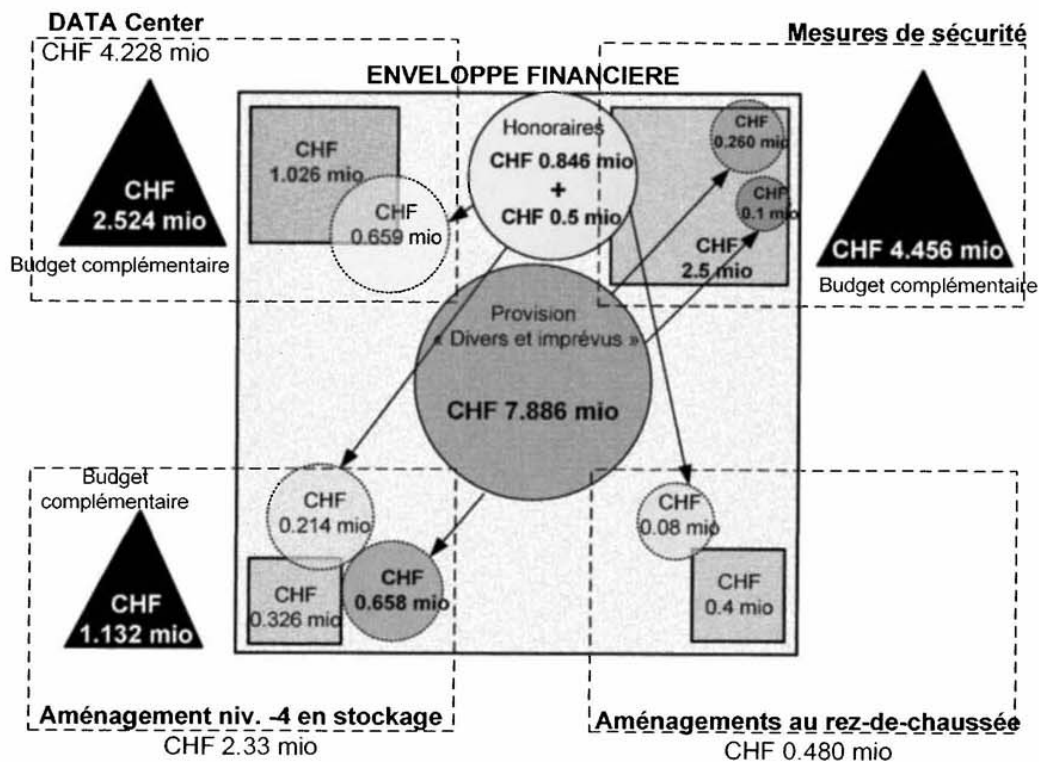 DATA Center
CHF 4.228 mio
Mesures de sécurité
ENVELOPPE FINANCIERE
CHF
2.524 mio
Budget complémentaire
CHF
1.026 mio
CHF
0.659 mio
Honoraires
CHF 0.846 mio
+
CHF 0.5 mio
CHF
0.260 mio
CHF
0.1 mio
CHF
2.5 mio
CHF 4.456 mio
Budget complémentaire
Provision
« Divers et imprévus »
CHF 7.886 mio
Budget
complémentaire
CHF
1.132 mio
CHF
0.214 mio
CHF
0.326 mio
CHF
0.658 mio
CHF
0.08 mio
CHF
0.4 mio
Aménagement niv. -4 en stockage
CHF 2.33 mio
Aménagements au rez-de-chaussée
CHF 0.480 mio